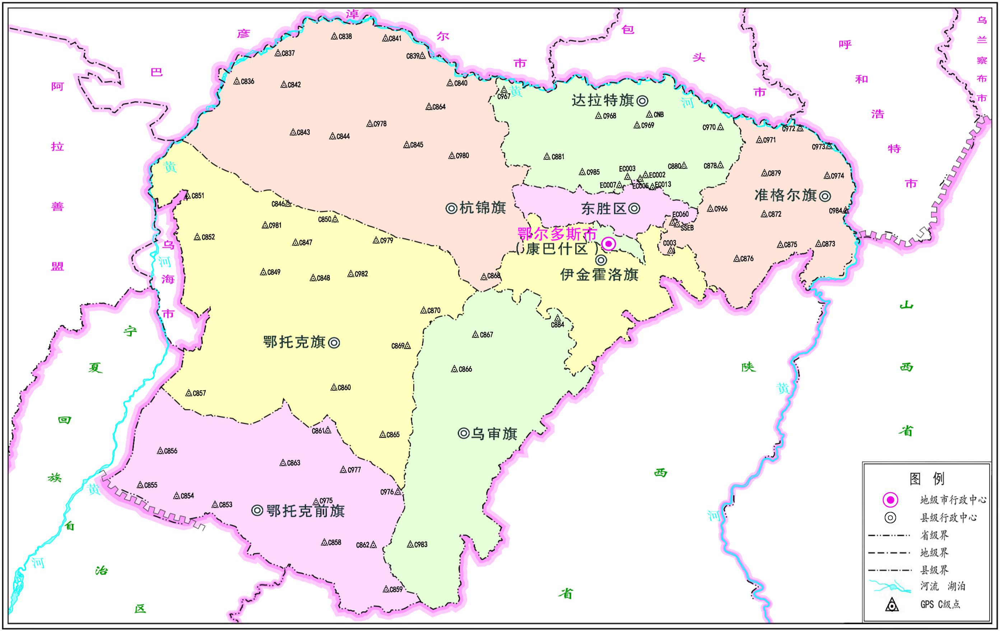 淖
彦
尔
巴
市
包
头
市
呼
和
浩
特
市
乌
兰
察
布
市
阿
拉
善
盟
C838
C841
C837
C839
C836
C842
C840
C967
黄
河
达拉特旗
C864
C968
CNB
C978
C969
C970
C972
C843
C844
C971
C845
C973
C980
C881
黄
C985
EC003
EC002
C880
C878
C879
C974
EC007
EC005
EC013
C851
准格尔旗
C846
杭锦旗
东胜区
C966
C984
C850
EC060
C872
C981
SSEB
鄂尔多斯市
C852
C847
C979
(康巴什区)
C003
C875
C873
乌
海
市
河
C876
C849
C848
C982
C868
伊金霍洛旗
C870
C884
C867
鄂托克旗
C869
C866
宁
夏
回
族
自
治
区
陕
西
省
山
西
省
黄
河
C857
C860
C861
C865
乌审旗
C856
C863
C977
C855
黄
河
C854
C853
C976
C975
鄂托克前旗
C858
C862
C983
C859
图 例
地级市行政中心
县级行政中心
省级界
地级界
县级界
河流 湖泊
GPS C级点